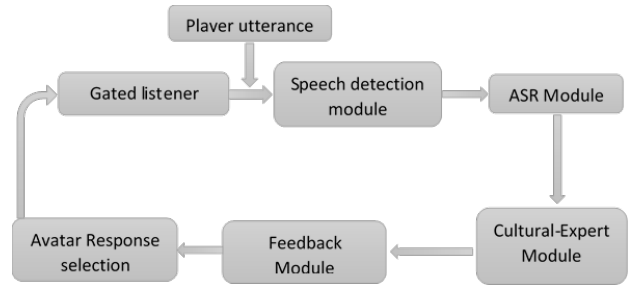 Plaver utterance
Gated listener
Speech detection
module
ASR Module
Cultural-Expert
Module
Feedback
Module
Avatar Response
selection